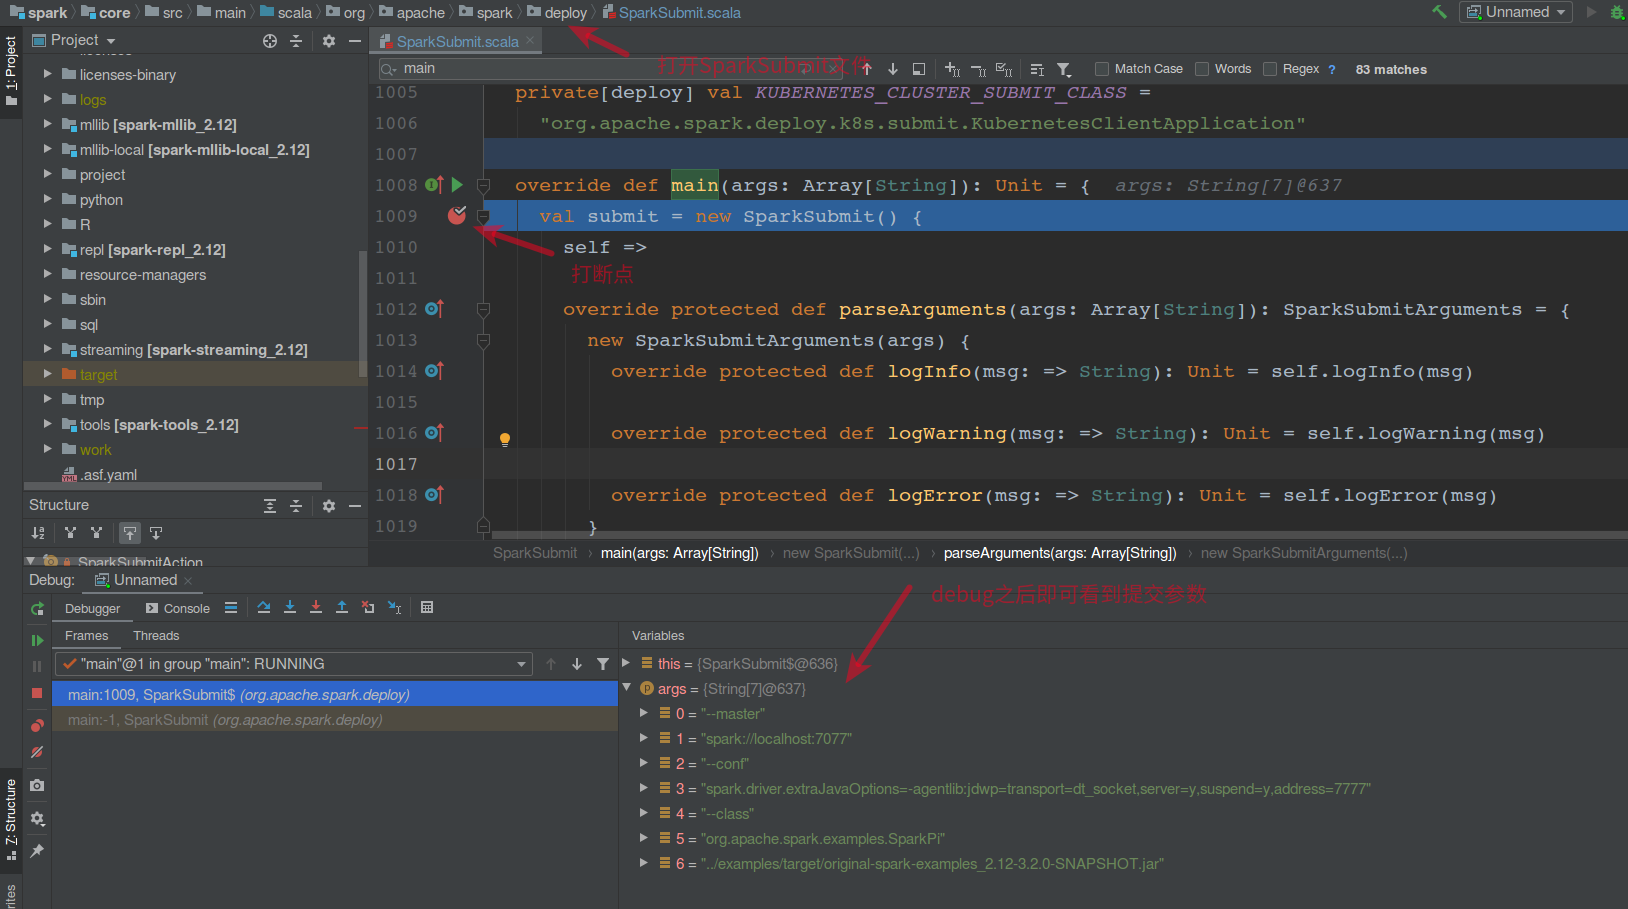 spark core src main scala org apache spark deploy SparkSubmit.scala
Unnamed
1: Project
Project
SparkSubmit.scala
打开SparkSubmit文件
main
Match Case Words Regex ? 83 matches
licenses-binary
logs
mllib [spark-mllib_2.12]
mllib-local [spark-mllib-local_2.12]
project
python
R
repl [spark-repl_2.12]
resource-managers
sbin
sql
streaming [spark-streaming_2.12]
target
tmp
tools [spark-tools_2.12]
work
.asf.yaml
1005 private[deploy] val KUBERNETES_CLUSTER_SUBMIT_CLASS =
1006 "org.apache.spark.deploy.k8s.submit.KubernetesClientApplication"
1007
1008 override def main(args: Array[String]): Unit = { args: String[7]@637
1009 val submit = new SparkSubmit() {
1010 self =>
1011
打断点
1012 override protected def parseArguments(args: Array[String]): SparkSubmitArguments = {
1013 new SparkSubmitArguments(args) {
1014 override protected def logInfo(msg: => String): Unit = self.logInfo(msg)
1015
1016 override protected def logWarning(msg: => String): Unit = self.logWarning(msg)
1017
1018 override protected def logError(msg: => String): Unit = self.logError(msg)
1019 }
SparkSubmit › main(args: Array[String]) › new SparkSubmit(...) › parseArguments(args: Array[String]) › new SparkSubmitArguments(...)
Structure
SparkSubmitAction
Debug: Unnamed
debug之后即可看到提交参数
Debugger Console
Frames Threads
Variables
"main"@1 in group "main": RUNNING
main:1009, SparkSubmit$ (org.apache.spark.deploy)
main:-1, SparkSubmit (org.apache.spark.deploy)
this = {SparkSubmit$@636}
args = {String[7]@637}
0 = "--master"
1 = "spark://localhost:7077"
2 = "--conf"
3 = "spark.driver.extraJavaOptions=-agentlib:jdwp=transport=dt_socket,server=y,suspend=y,address=7777"
4 = "--class"
5 = "org.apache.spark.examples.SparkPi"
6 = "../examples/target/original-spark-examples_2.12-3.2.0-SNAPSHOT.jar"
7: Structure